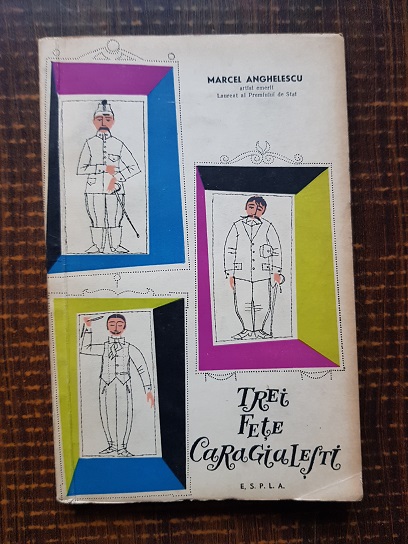 MARCEL ANGHELESCU
artist emerit
Laureat al Premiului de Stat
TREI
FEȚE
CARAGIALEȘTI
E. S. P. L. A.